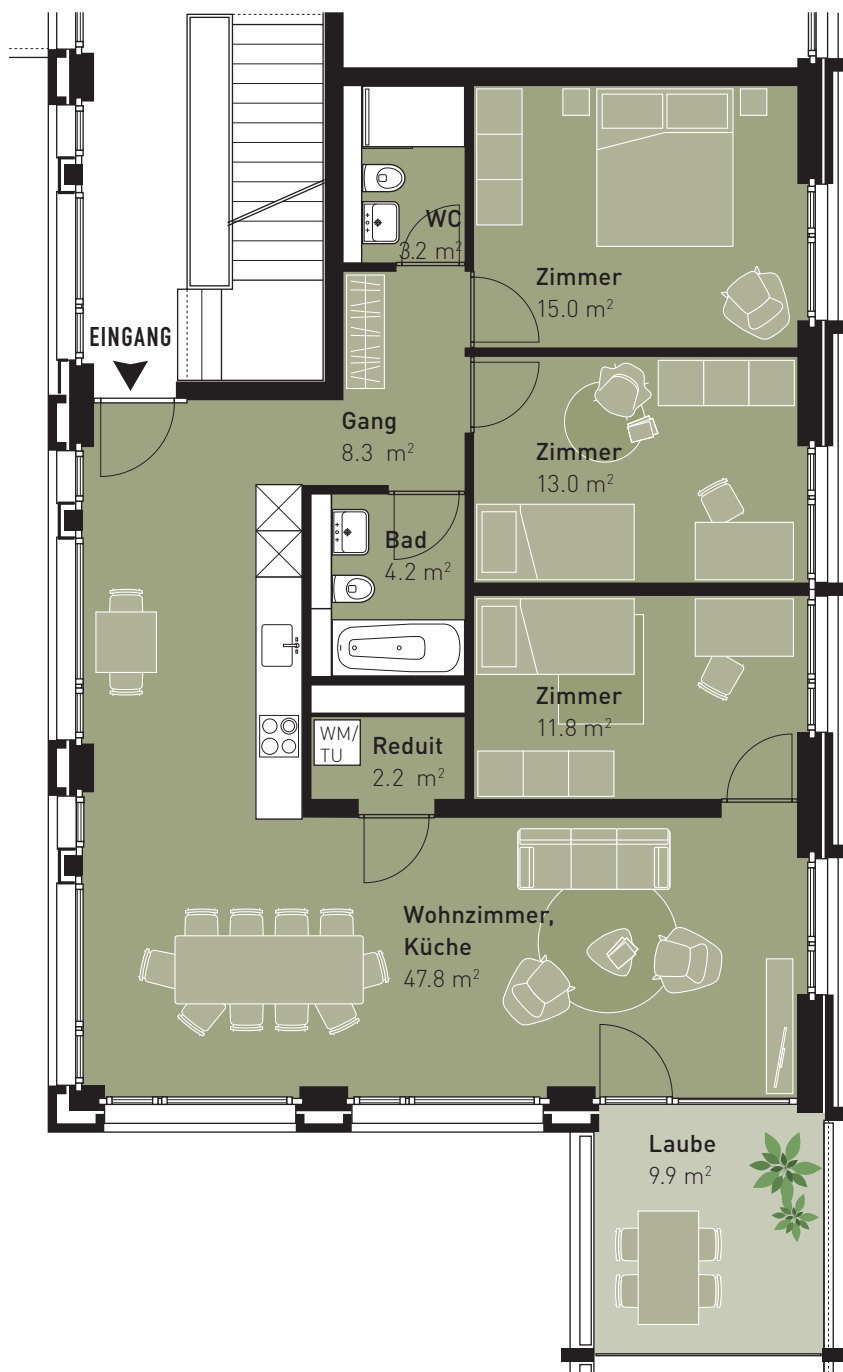 WC
3.2 m²
Zimmer
15.0 m²
EINGANG
Gang
8.3 m²
Zimmer
13.0 m²
Bad
4.2 m²
Zimmer
11.8 m²
WM/
TU
Reduit
2.2 m²
Wohnzimmer,
Küche
47.8 m²
Laube
9.9 m²